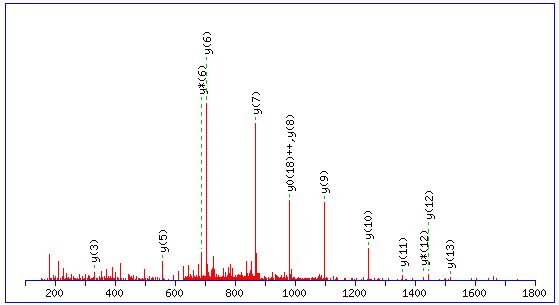 y(3)
y(5)
y*(6)
y(6)
y(7)
y0(18)++,y(8)
y(9)
y(10)
y(11)
y*(12)
y(12)
y(13)
200 400 600 800 1000 1200 1400 1600 1800